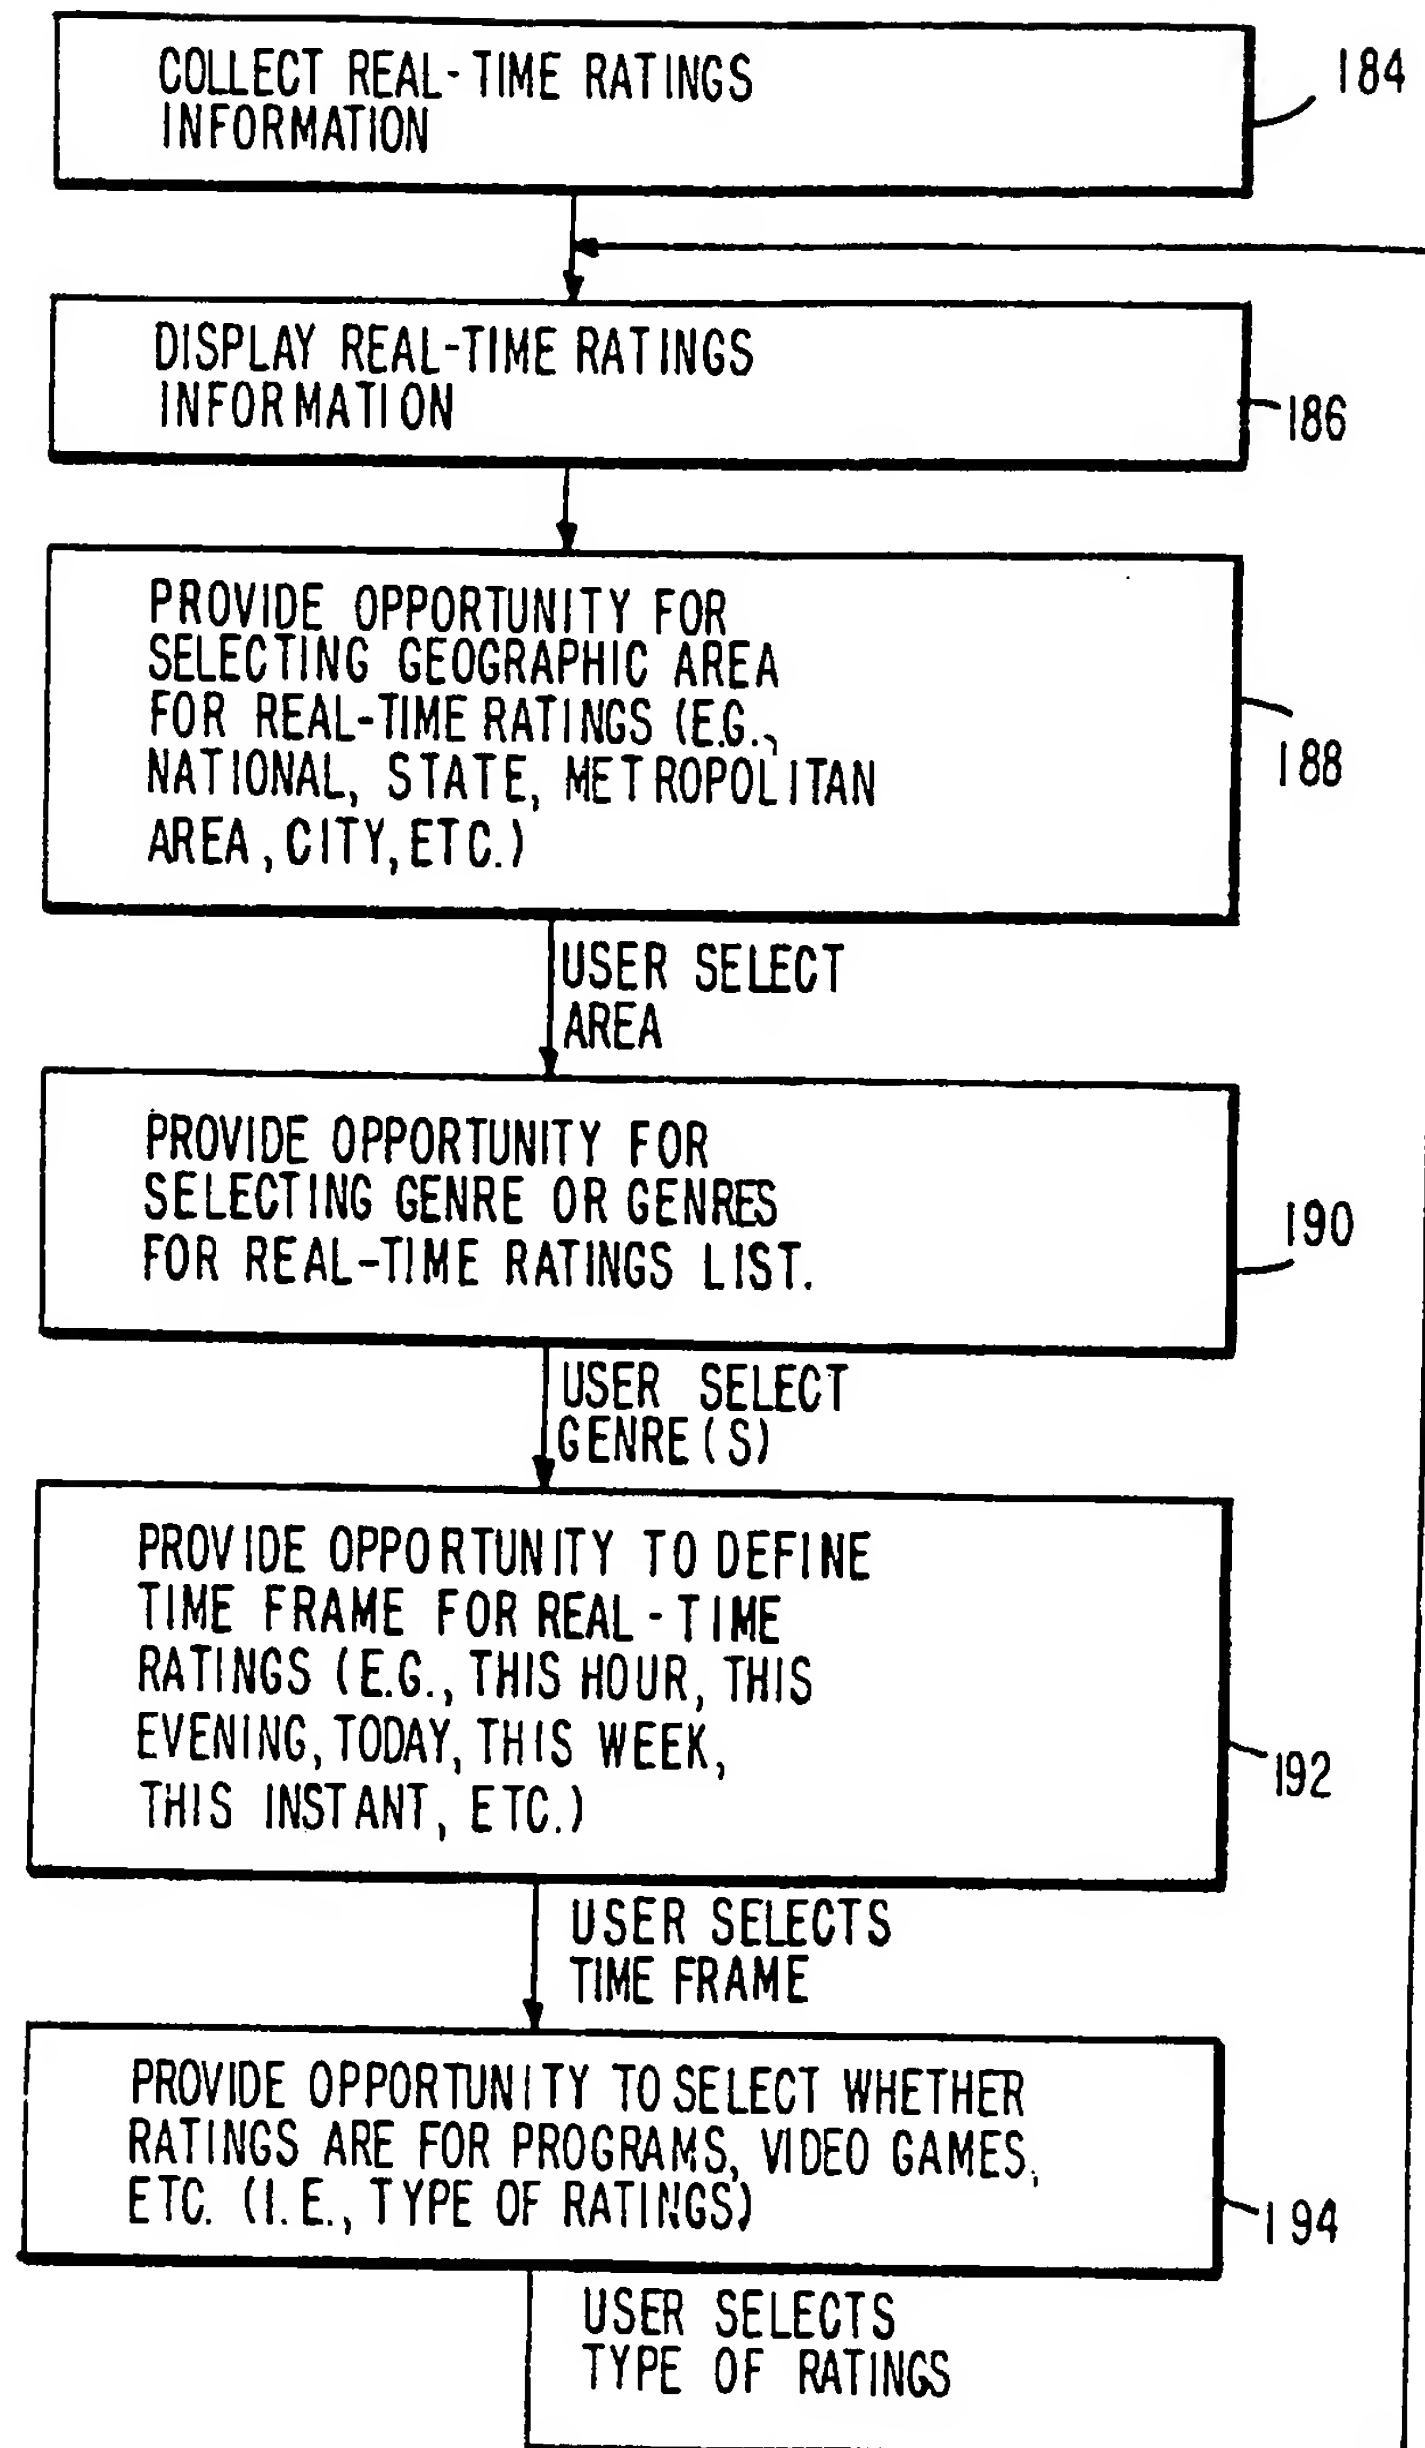 COLLECT REAL-TIME RATINGS
INFORMATION
184
DISPLAY REAL-TIME RATINGS
INFORMATION
186
PROVIDE OPPORTUNITY FOR
SELECTING GEOGRAPHIC AREA
FOR REAL-TIME RATINGS (E.G.,
NATIONAL, STATE, METROPOLITAN
AREA, CITY, ETC.)
188
USER SELECT
AREA
PROVIDE OPPORTUNITY FOR
SELECTING GENRE OR GENRES
FOR REAL-TIME RATINGS LIST.
190
USER SELECT
GENRE(S)
PROVIDE OPPORTUNITY TO DEFINE
TIME FRAME FOR REAL-TIME
RATINGS (E.G., THIS HOUR, THIS
EVENING, TODAY, THIS WEEK,
THIS INSTANT, ETC.)
192
USER SELECTS
TIME FRAME
PROVIDE OPPORTUNITY TO SELECT WHETHER
RATINGS ARE FOR PROGRAMS, VIDEO GAMES,
ETC. (I.E., TYPE OF RATINGS)
194
USER SELECTS
TYPE OF RATINGS